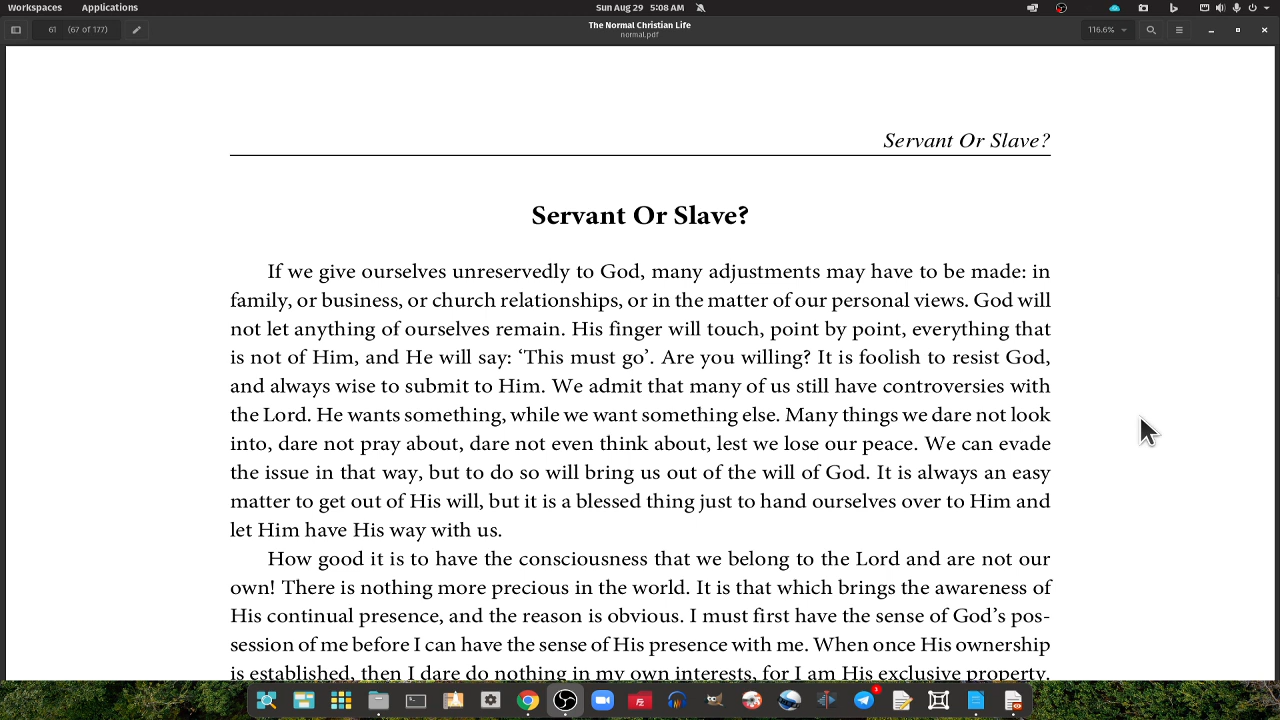 Workspaces Applications Sun Aug 29 5:08 AM
61 (67 of 177) The Normal Christian Life 116.6%
normal.pdf
Servant Or Slave?
Servant Or Slave?
If we give ourselves unreservedly to God, many adjustments may have to be made: in
family, or business, or church relationships, or in the matter of our personal views. God will
not let anything of ourselves remain. His finger will touch, point by point, everything that
is not of Him, and He will say: ‘This must go’. Are you willing? It is foolish to resist God,
and always wise to submit to Him. We admit that many of us still have controversies with
the Lord. He wants something, while we want something else. Many things we dare not look
into, dare not pray about, dare not even think about, lest we lose our peace. We can evade
the issue in that way, but to do so will bring us out of the will of God. It is always an easy
matter to get out of His will, but it is a blessed thing just to hand ourselves over to Him and
let Him have His way with us.
How good it is to have the consciousness that we belong to the Lord and are not our
own! There is nothing more precious in the world. It is that which brings the awareness of
His continual presence, and the reason is obvious. I must first have the sense of God’s pos-
session of me before I can have the sense of His presence with me. When once His ownership
is established, then I dare do nothing in my own interests, for I am His exclusive property.